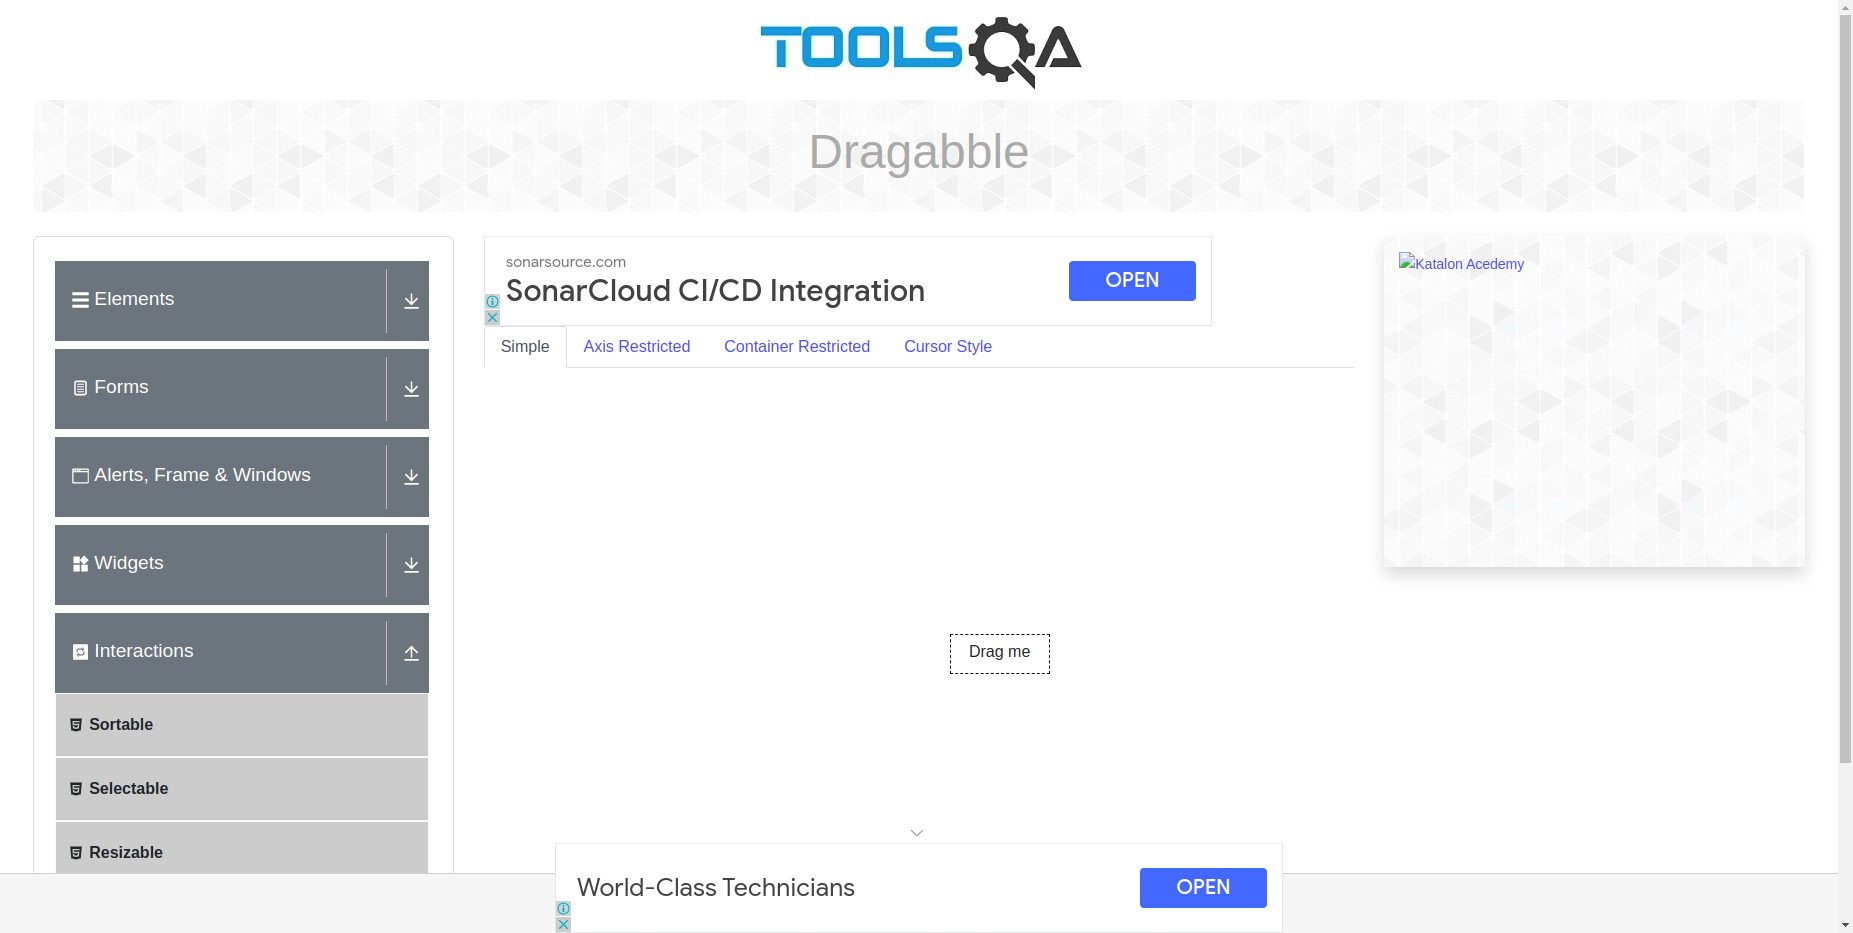 TOOLSQA
Dragabble
Elements
Forms
Alerts, Frame & Windows
Widgets
Interactions
Sortable
Selectable
Resizable
sonarsource.com
SonarCloud CI/CD Integration
OPEN
Simple
Axis Restricted
Container Restricted
Cursor Style
Drag me
Katalon Acedemy
World-Class Technicians
OPEN